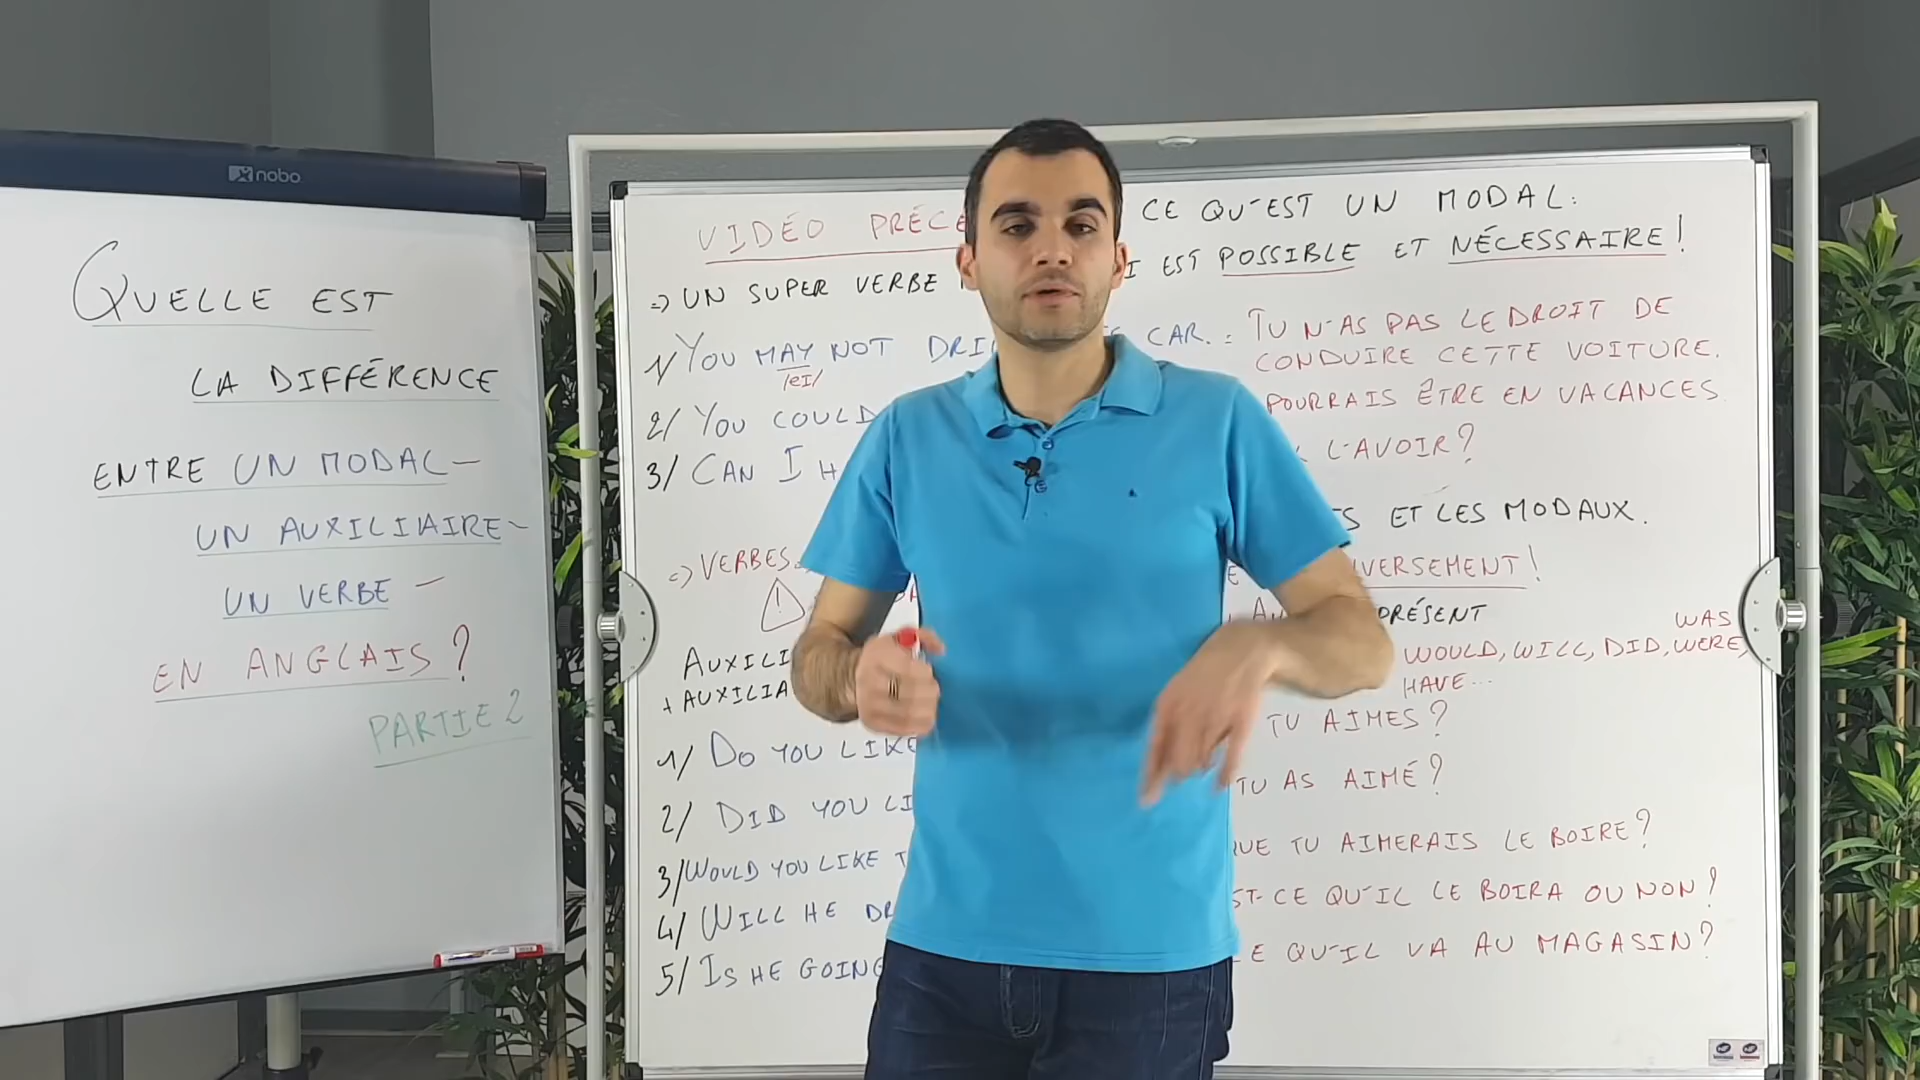 nobo
QUELLE EST
LA DIFFÉRENCE
ENTRE UN MODAL-
UN AUXILIAIRE-
UN VERBE -
EN ANGLAIS ?
PARTIE 2
VIDÉO PRÉCÉ CE QU'EST UN MODAL :
=> UN SUPER VERBE I EST POSSIBLE ET NÉCESSAIRE !
1/ YOU MAY NOT DRI CAR. : TU N'AS PAS LE DROIT DE
/eI/ CONDUIRE CETTE VOITURE.
2/ YOU COULD POURRAIS ÊTRE EN VACANCES
3/ CAN I H L'AVOIR ?
S ET LES MODAUX.
=> VERBES VERSEMENT !
! PRÉSENT
WAS
AUXILI WOULD, WILL, DID, WERE,
+ AUXILIA HAVE...
1/ DO YOU LIKE TU AIMES ?
2/ DID YOU LI TU AS AIMÉ ?
3/ WOULD YOU LIKE T UE TU AIMERAIS LE BOIRE ?
4/ WILL HE DR ST-CE QU'IL LE BOIRA OU NON ?
5/ IS HE GOING E QU'IL VA AU MAGASIN ?